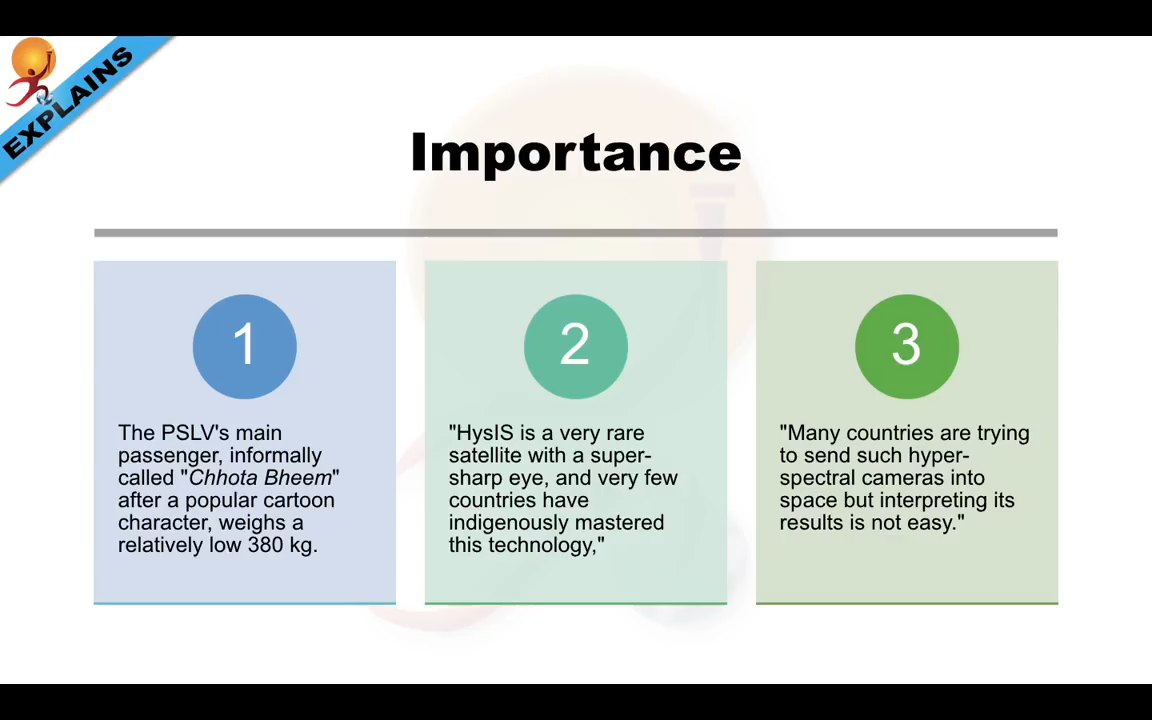 EXPLAINS
Importance
1
The PSLV's main
passenger, informally
called "Chhota Bheem"
after a popular cartoon
character, weighs a
relatively low 380 kg.
2
"HysIS is a very rare
satellite with a super-
sharp eye, and very few
countries have
indigenously mastered
this technology,"
3
"Many countries are trying
to send such hyper-
spectral cameras into
space but interpreting its
results is not easy."